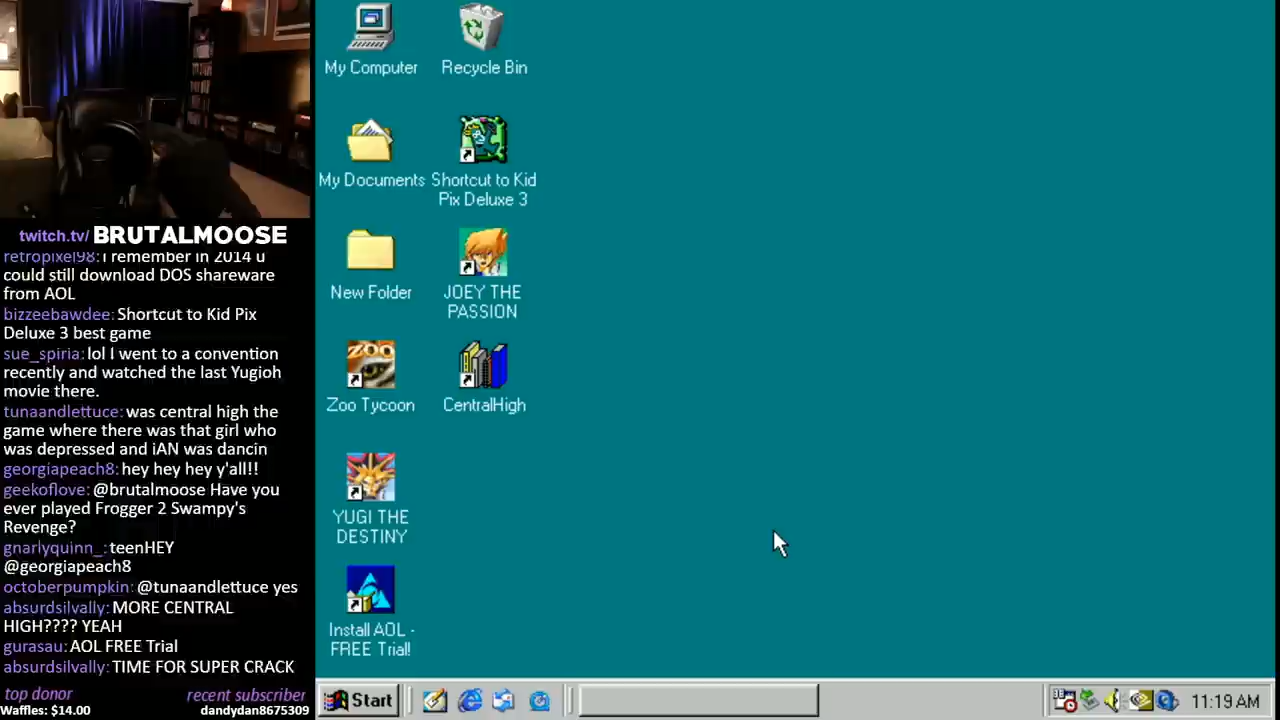 twitch.tv/BRUTALMOOSE
retropixel98: i remember in 2014 u
could still download DOS shareware
from AOL
bizzeebawdee: Shortcut to Kid Pix
Deluxe 3 best game
sue_spiria: lol I went to a convention
recently and watched the last Yugioh
movie there.
tunaandlettuce: was central high the
game where there was that girl who
was depressed and iAN was dancin
georgiapeach8: hey hey hey y'all!!
geekoflove: @brutalmoose Have you
ever played Frogger 2 Swampy's
Revenge?
gnarlyquinn_: teenHEY
@georgiapeach8
octoberpumpkin: @tunaandlettuce yes
absurdsilvally: MORE CENTRAL
HIGH???? YEAH
gurasau: AOL FREE Trial
absurdsilvally: TIME FOR SUPER CRACK
top donor recent subscriber
Waffles: $14.00 dandydan8675309
My Computer
Recycle Bin
My Documents
Shortcut to Kid
Pix Deluxe 3
New Folder
JOEY THE
PASSION
ZOO
Zoo Tycoon
CentralHigh
YUGI THE
DESTINY
Install AOL -
FREE Trial!
Start
11:19 AM